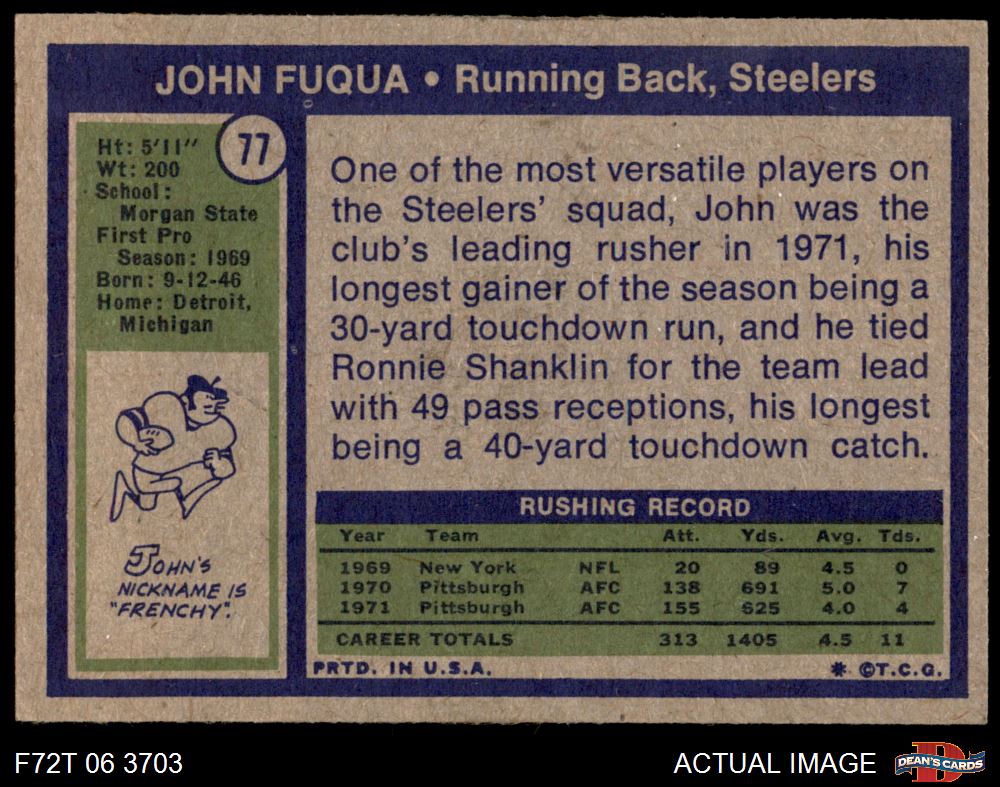 JOHN FUQUA • Running Back, Steelers
77
Ht: 5'11"
Wt: 200
School:
Morgan State
First Pro
Season: 1969
Born: 9-12-46
Home: Detroit,
Michigan
JOHN'S
NICKNAME IS
"FRENCHY".
One of the most versatile players on
the Steelers' squad, John was the
club's leading rusher in 1971, his
longest gainer of the season being a
30-yard touchdown run, and he tied
Ronnie Shanklin for the team lead
with 49 pass receptions, his longest
being a 40-yard touchdown catch.
RUSHING RECORD
Year Team Att. Yds. Avg. Tds.
1969 New York NFL 20 89 4.5 0
1970 Pittsburgh AFC 138 691 5.0 7
1971 Pittsburgh AFC 155 625 4.0 4
CAREER TOTALS 313 1405 4.5 11
PRTD. IN U.S.A. * ©T.C.G.
F72T 06 3703 ACTUAL IMAGE D DEAN'S CARDS